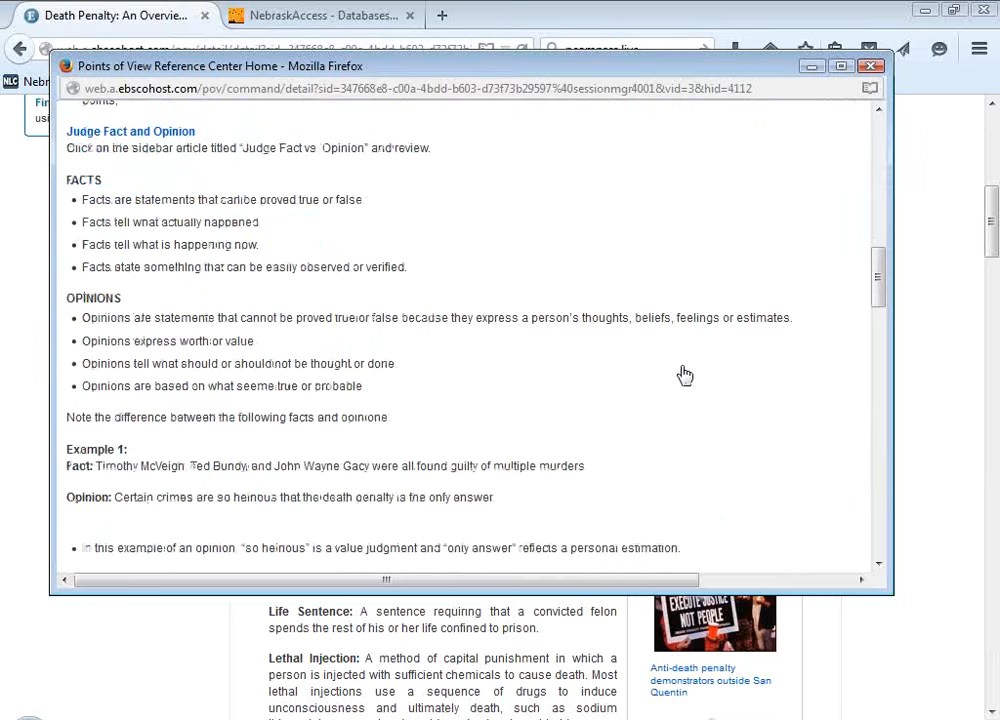 Death Penalty: An Overvie...
NebraskAccess - Databases...
Points of View Reference Center Home - Mozilla Firefox
web.a.ebscohost.com/pov/command/detail?sid=347668e8-c00a-4bdd-b603-d73f73b29597%40sessionmgr4001&vid=3&hid=4112
NLC Nebr
Fin
usi
points,
Judge Fact and Opinion
Click on the sidebar article titled "Judge Fact vs Opinion" and review.
FACTS
Facts are statements that can be proved true or false
Facts tell what actually happened
Facts tell what is happening now.
Facts state something that can be easily observed or verified.
OPINIONS
Opinions are statements that cannot be proved true or false because they express a person's thoughts, beliefs, feelings or estimates.
Opinions express worth or value
Opinions tell what should or should not be thought or done
Opinions are based on what seems true or probable
Note the difference between the following facts and opinions
Example 1:
Fact: Timothy McVeigh Ted Bundy, and John Wayne Gacy were all found guilty of multiple murders
Opinion: Certain crimes are so heinous that the death penalty is the only answer
In this example of an opinion "so heinous" is a value judgment and "only answer" reflects a personal estimation.
Life Sentence: A sentence requiring that a convicted felon
spends the rest of his or her life confined to prison.
Lethal Injection: A method of capital punishment in which a
person is injected with sufficient chemicals to cause death. Most
lethal injections use a sequence of drugs to induce
unconsciousness and ultimately death, such as sodium
EXECUTE JUSTICE
NOT PEOPLE
Anti-death penalty
demonstrators outside San
Quentin